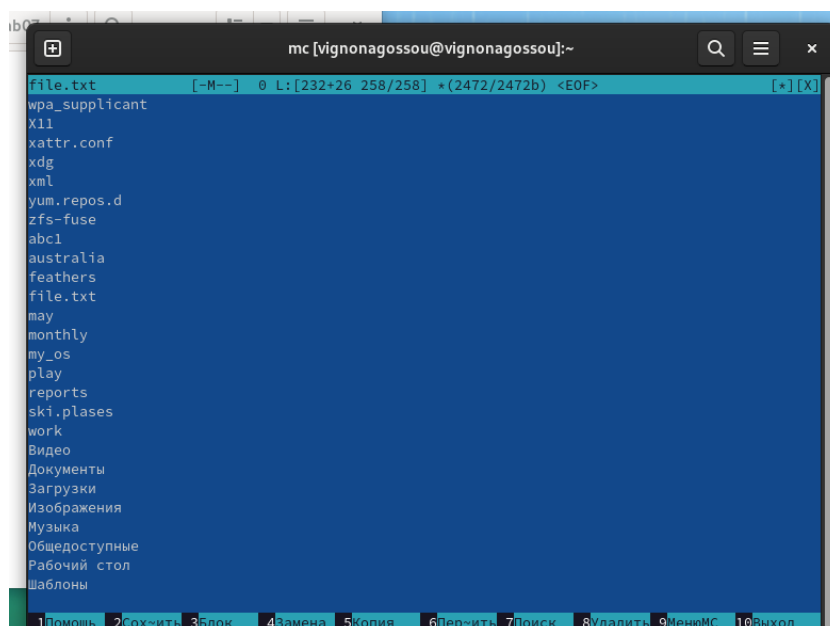 mc [vignonagossou@vignonagossou]:~
file.txt [-M--] 0 L:[232+26 258/258] *(2472/2472b) <EOF> [*][X]
wpa_supplicant
X11
xattr.conf
xdg
xml
yum.repos.d
zfs-fuse
abc1
australia
feathers
file.txt
may
monthly
my_os
play
reports
ski.plases
work
Видео
Документы
Загрузки
Изображения
Музыка
Общедоступные
Рабочий стол
Шаблоны
1Помощь 2Сох~ить 3Блок 4Замена 5Копия 6Пер~ить 7Поиск 8Удалить 9МенюМС 10Выход